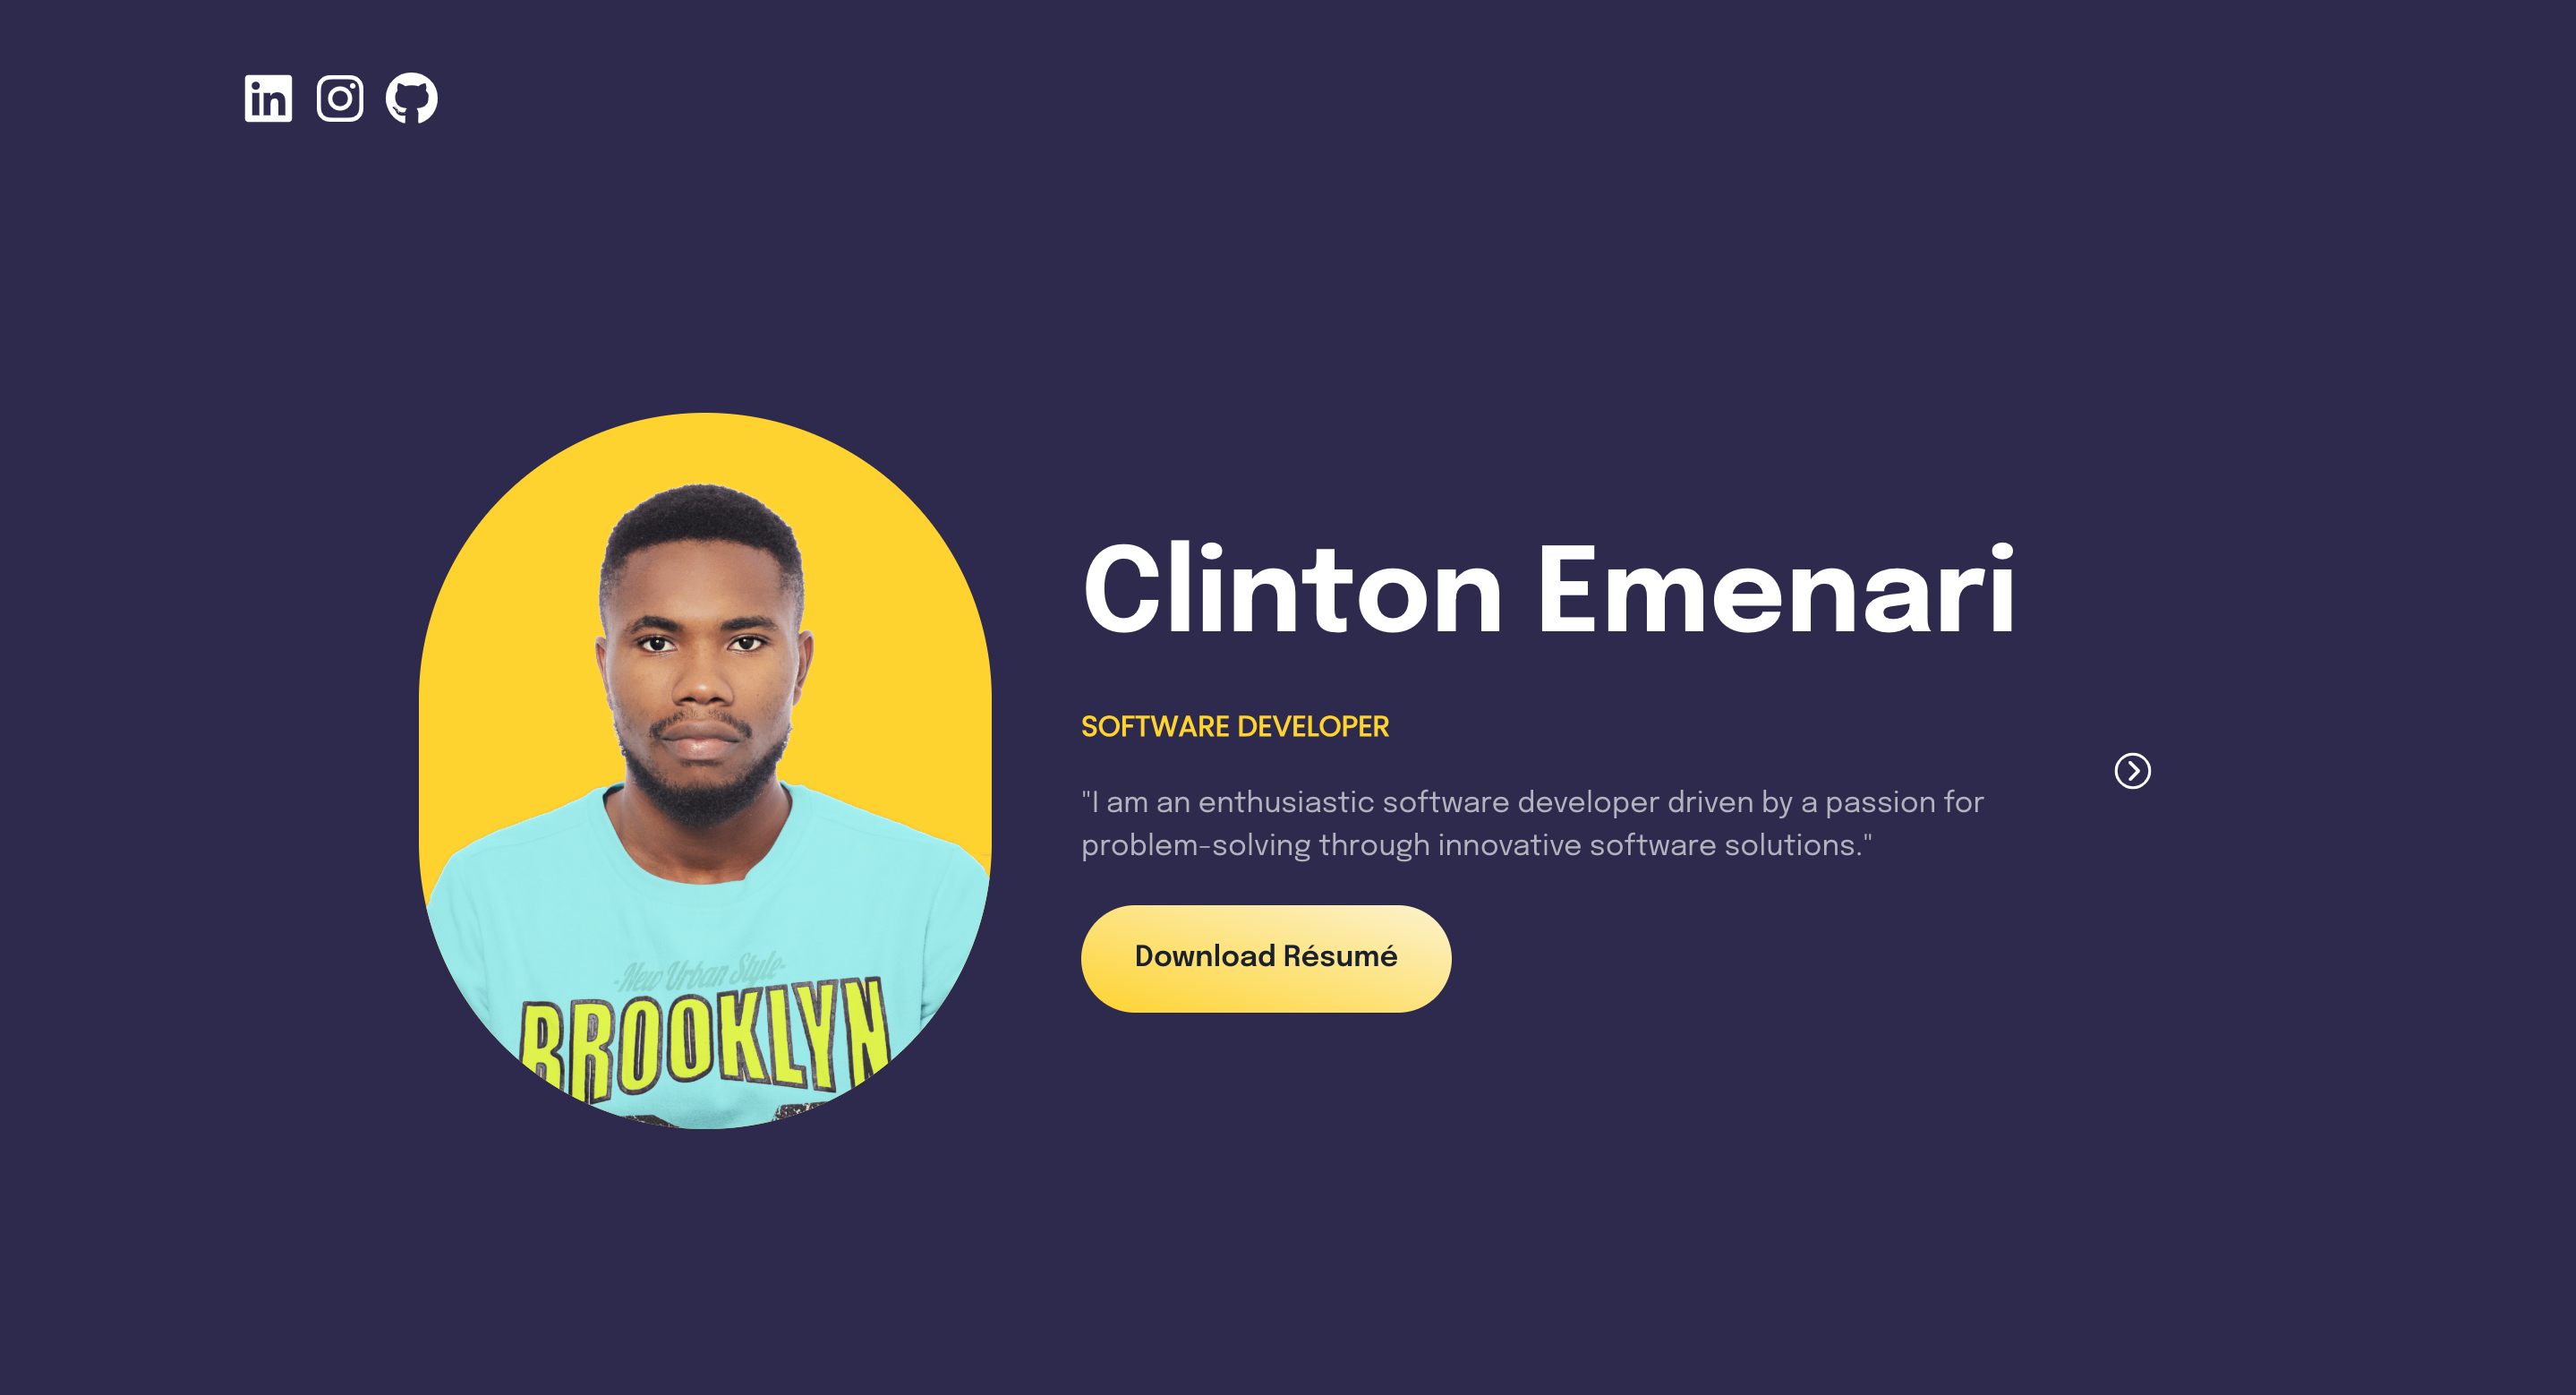 in
Clinton Emenari
SOFTWARE DEVELOPER
"I am an enthusiastic software developer driven by a passion for
problem-solving through innovative software solutions."
Download Résumé
-New Urban Style-
BROOKLYN